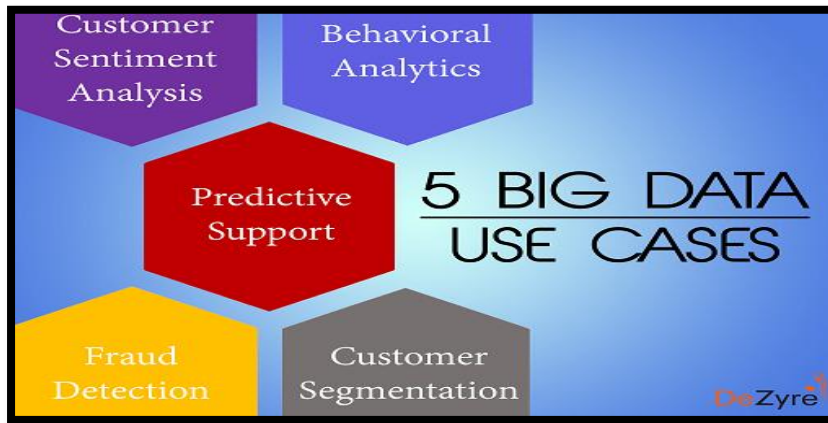 Customer
Sentiment
Analysis
Behavioral
Analytics
Predictive
Support
5 BIG DATA
USE CASES
Fraud
Detection
Customer
Segmentation
DeZyre